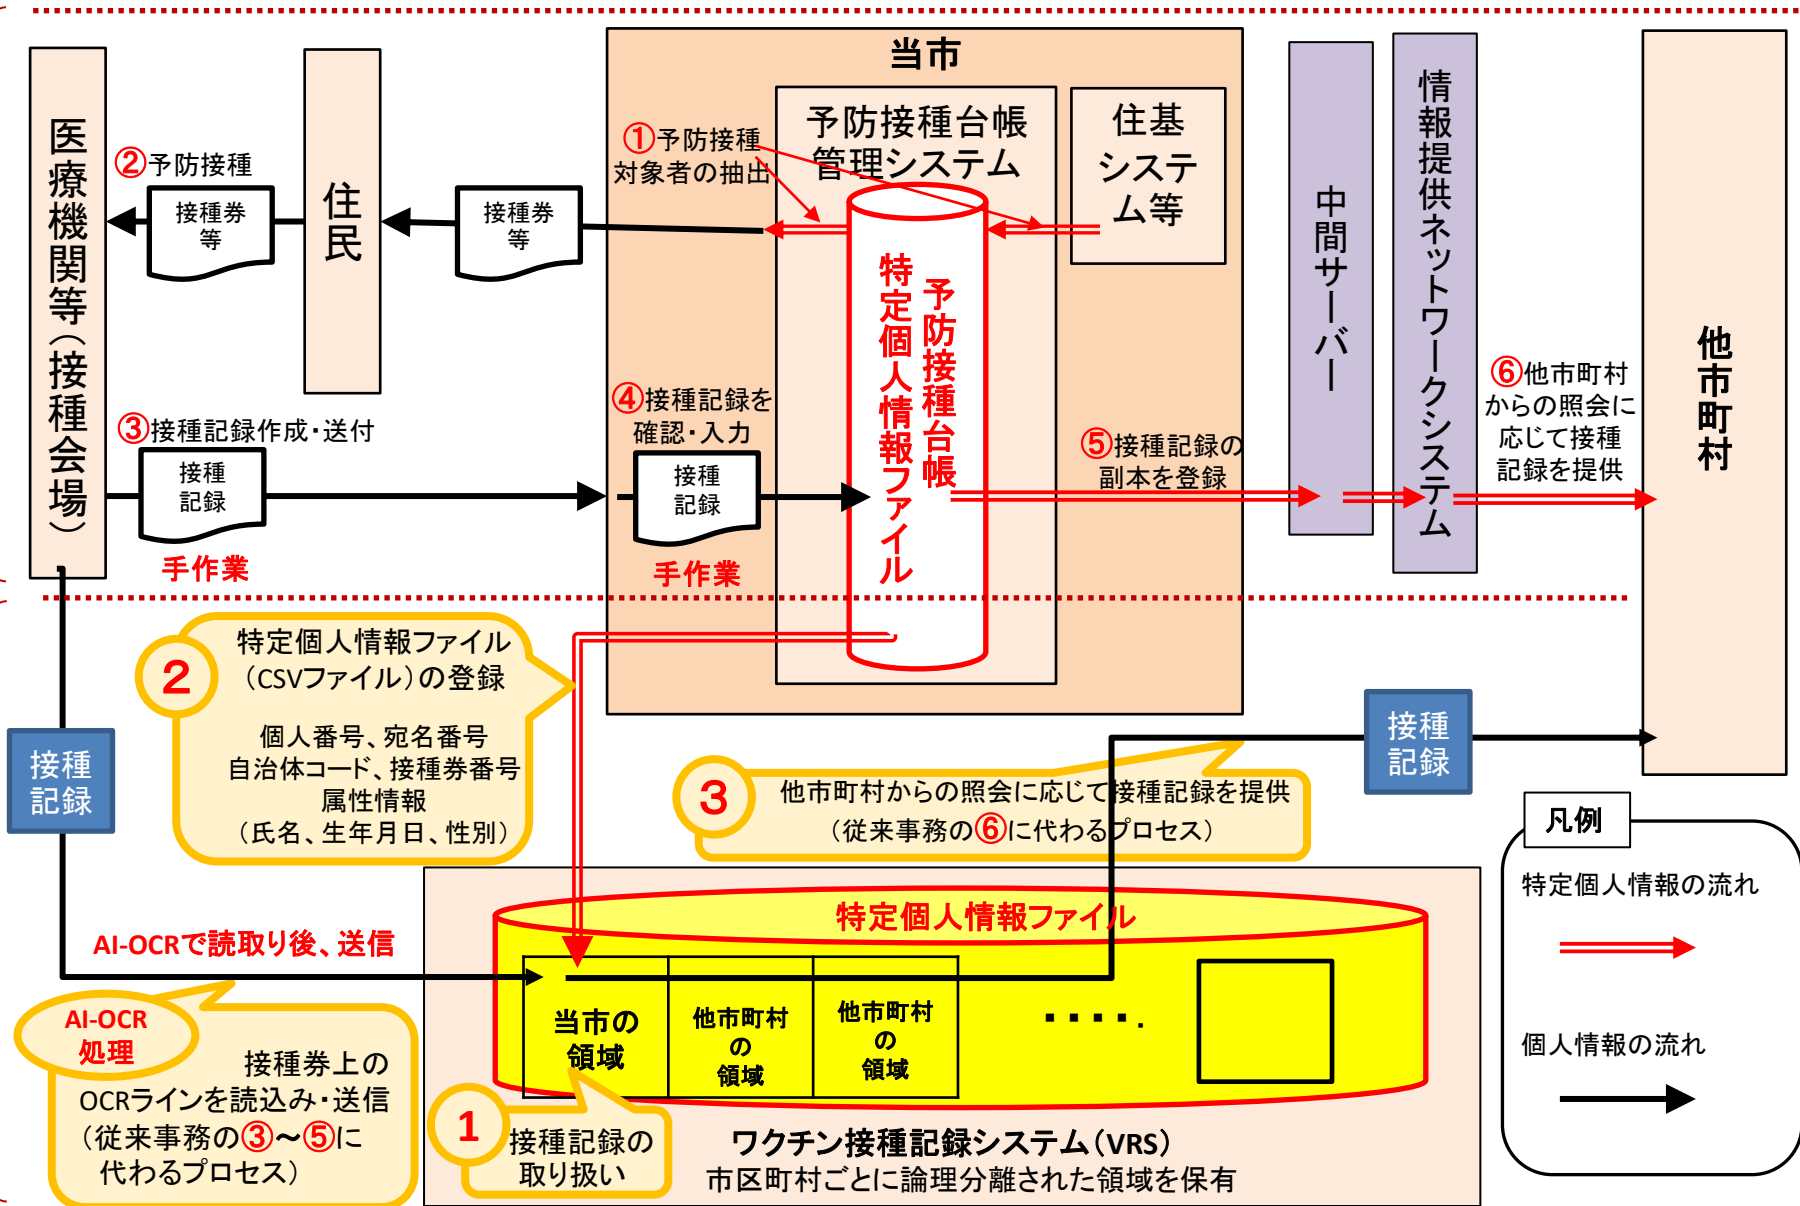 当市
医療機関等（接種会場）
②予防接種
接種券
等
住民
接種券
等
①予防接種
対象者の抽出
予防接種台帳
管理システム
住基
システ
ム等
予防接種台帳
特定個人情報ファイル
中間サーバー
情報提供ネットワークシステム
他市町村
⑥他市町村
からの照会に
応じて接種
記録を提供
③接種記録作成・送付
接種
記録
手作業
④接種記録を
確認・入力
接種
記録
手作業
⑤接種記録の
副本を登録
2
特定個人情報ファイル
（CSVファイル）の登録
個人番号、宛名番号
自治体コード、接種券番号
属性情報
（氏名、生年月日、性別）
接種
記録
接種
記録
3
他市町村からの照会に応じて接種記録を提供
（従来事務の⑥に代わるプロセス）
凡例
特定個人情報の流れ
個人情報の流れ
特定個人情報ファイル
AI-OCRで読取り後、送信
当市の
領域
他市町村
の
領域
他市町村
の
領域
・・・・.
AI-OCR
処理
接種券上の
OCRラインを読込み・送信
（従来事務の③～⑤に
代わるプロセス）
1
接種記録の
取り扱い
ワクチン接種記録システム（VRS）
市区町村ごとに論理分離された領域を保有